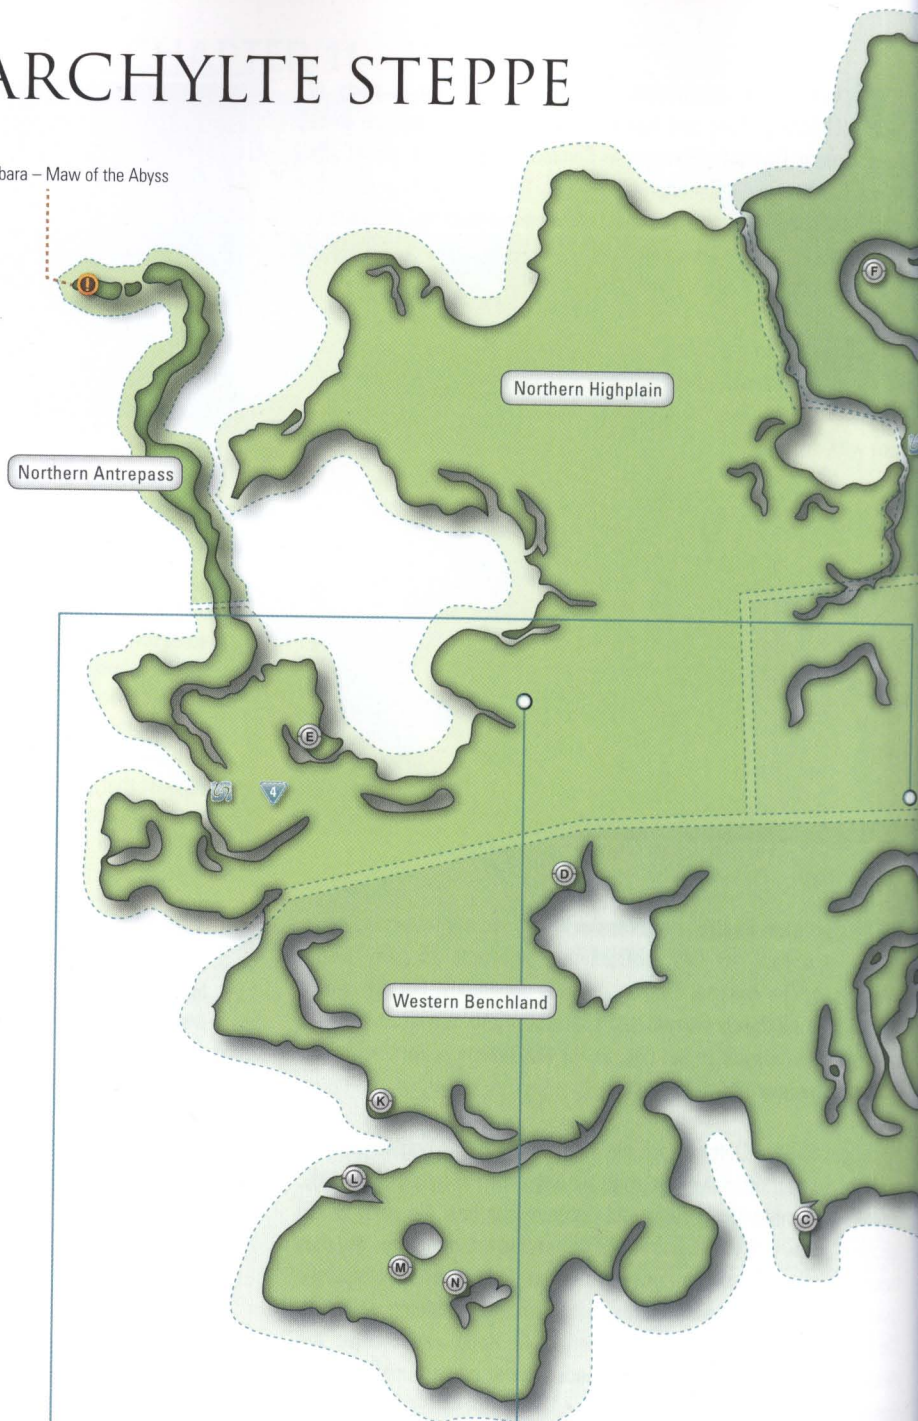 ARCHYLTE STEPPE
bara – Maw of the Abyss
!
F
Northern Highplain
Northern Antrepass
E
4
D
Western Benchland
K
L
C
M
N